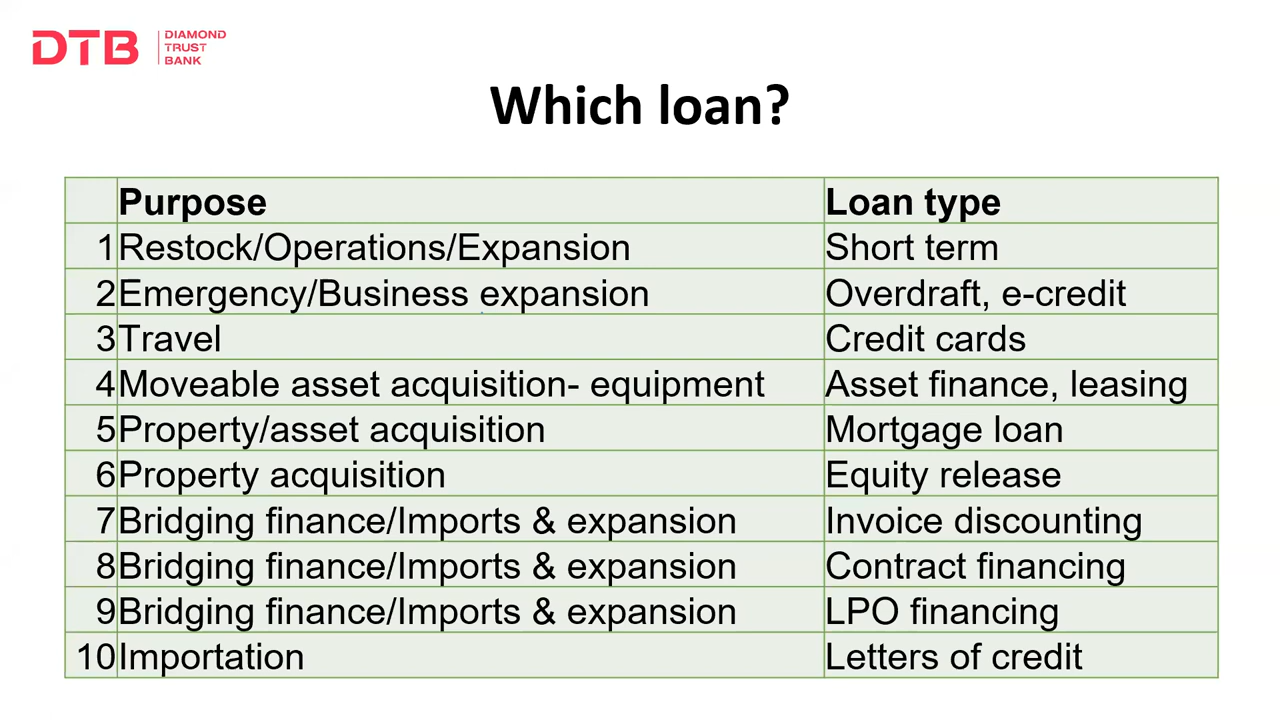 DTB DIAMOND
TRUST
BANK
Which loan?
Purpose Loan type
1 Restock/Operations/Expansion Short term
2 Emergency/Business expansion Overdraft, e-credit
3 Travel Credit cards
4 Moveable asset acquisition- equipment Asset finance, leasing
5 Property/asset acquisition Mortgage loan
6 Property acquisition Equity release
7 Bridging finance/Imports & expansion Invoice discounting
8 Bridging finance/Imports & expansion Contract financing
9 Bridging finance/Imports & expansion LPO financing
10 Importation Letters of credit